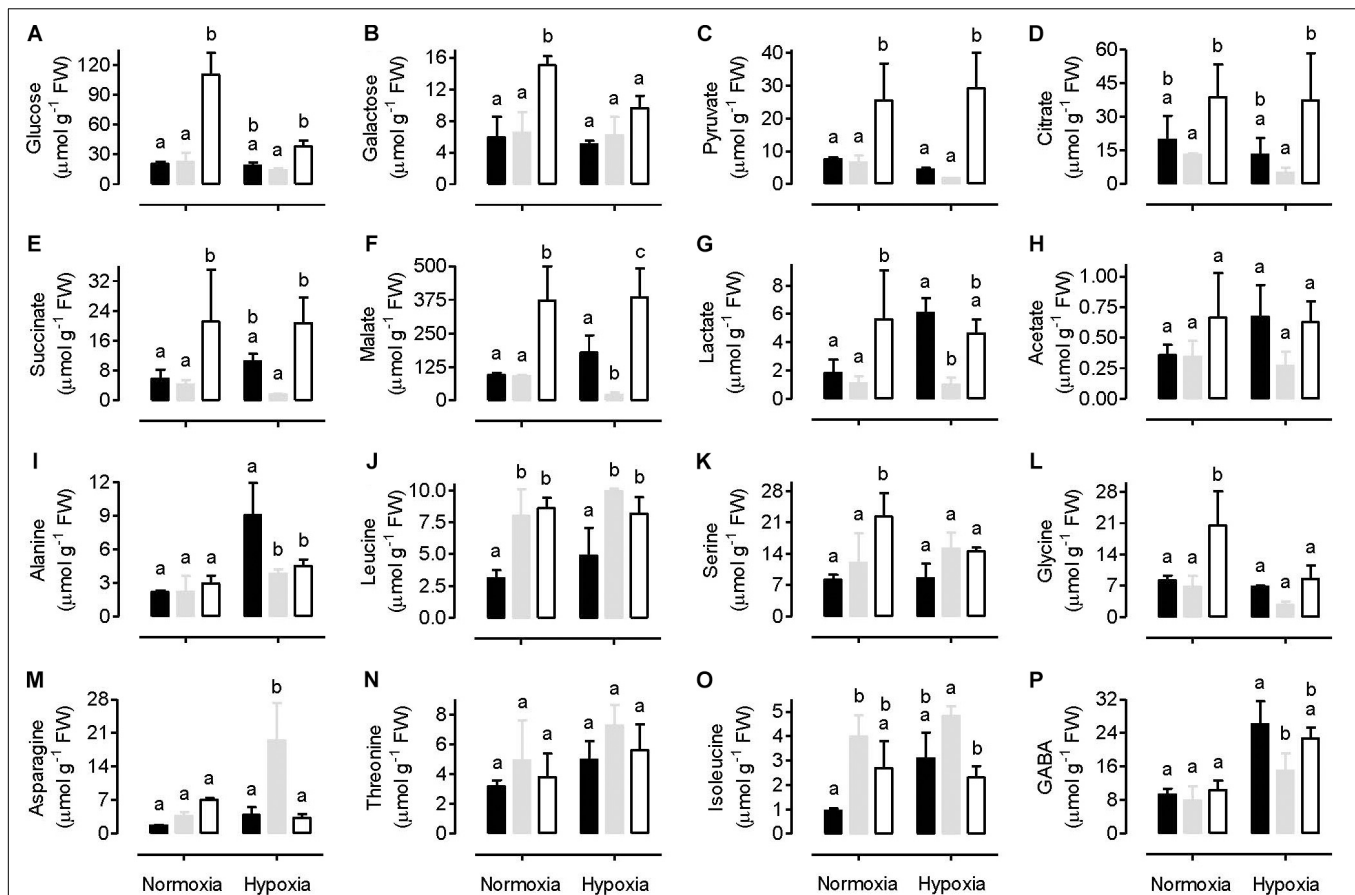 A
Glucose
(μmol g⁻¹ FW)
120
90
60
30
0
a a b
b
a a b
B
Galactose
(μmol g⁻¹ FW)
16
12
8
4
0
a a b
a a a
C
Pyruvate
(μmol g⁻¹ FW)
40
30
20
10
0
a a b
a a b
D
Citrate
(μmol g⁻¹ FW)
60
45
30
15
0
b
a a b
b
a a b
E
Succinate
(μmol g⁻¹ FW)
32
24
16
8
0
a a b
b
a a b
F
Malate
(μmol g⁻¹ FW)
500
375
250
125
0
a a b
a b c
G
Lactate
(μmol g⁻¹ FW)
8
6
4
2
0
a a b
b
a b a
H
Acetate
(μmol g⁻¹ FW)
1.00
0.75
0.50
0.25
0.00
a a a
a a a
I
Alanine
(μmol g⁻¹ FW)
12
9
6
3
0
a a a
a b b
J
Leucine
(μmol g⁻¹ FW)
10.0
7.5
5.0
2.5
0.0
a b b
a b b
K
Serine
(μmol g⁻¹ FW)
28
21
14
7
0
a a b
a a a
L
Glycine
(μmol g⁻¹ FW)
28
21
14
7
0
a a b
a a a
M
Asparagine
(μmol g⁻¹ FW)
28
21
14
7
0
a a a
a b a
Normoxia Hypoxia
N
Threonine
(μmol g⁻¹ FW)
8
6
4
2
0
a a a
a a a
Normoxia Hypoxia
O
Isoleucine
(μmol g⁻¹ FW)
5
4
3
2
1
0
b
a b a
b
a a b
Normoxia Hypoxia
P
GABA
(μmol g⁻¹ FW)
32
24
16
8
0
a a a
b
a b a
Normoxia Hypoxia